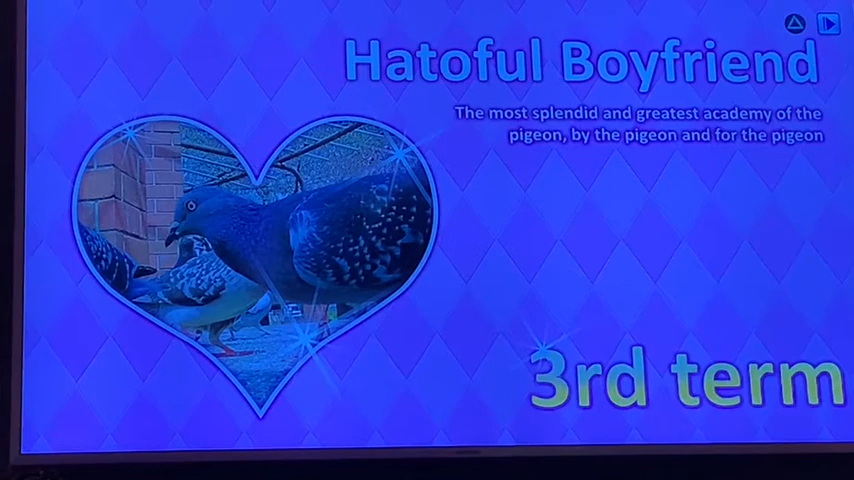 Hatoful Boyfriend
The most splendid and greatest academy of the
pigeon, by the pigeon and for the pigeon
3rd term